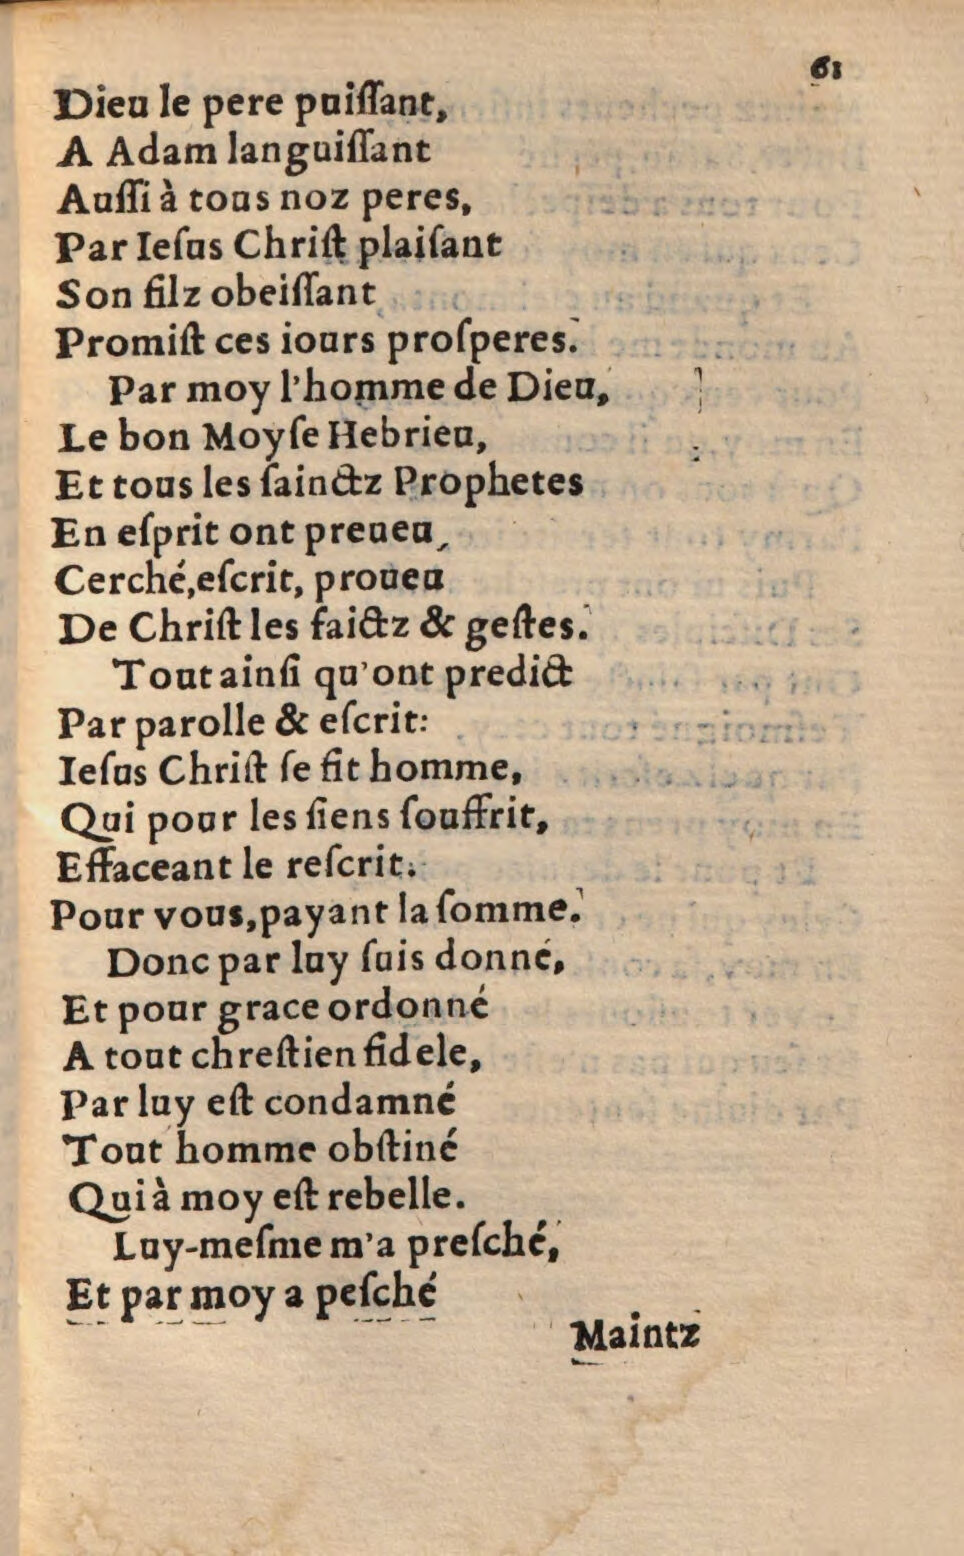 61
Dieu le pere puiſſant,
A Adam languiſſant
Auſſi à tous noz peres,
Par Ieſus Chriſt plaiſant
Son filz obeiſſant
Promiſt ces iours proſperes.
Par moy l'homme de Dieu,
Le bon Moyſe Hebrieu,
Et tous les ſainctz Prophetes
En eſprit ont preueu,
Cerché,eſcrit, proueu
De Chriſt les faictz & geſtes.
Tout ainſi qu'ont predict
Par parolle & eſcrit:
Ieſus Chriſt ſe fit homme,
Qui pour les ſiens ſouffrit,
Effaceant le reſcrit.
Pour vous,payant la ſomme.
Donc par luy ſuis donné,
Et pour grace ordonné
A tout chreſtien fidele,
Par luy eſt condamné
Tout homme obſtiné
Qui à moy eſt rebelle.
Luy-meſme m'a preſché,
Et par moy a peſché
Maintz